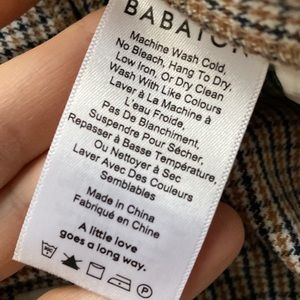 BABATON
Machine Wash Cold,
No Bleach, Hang To Dry,
Low Iron, Or Dry Clean
Wash With Like Colours
Laver À La Machine À
L'eau Froide,
Pas De Blanchiment,
Suspendre Pour Sécher,
Repasser à Basse Température,
Ou Nettoyer à Sec
Laver Avec Des Couleurs
Semblables
Made in China
Fabriqué en Chine
A little love
goes a long way.